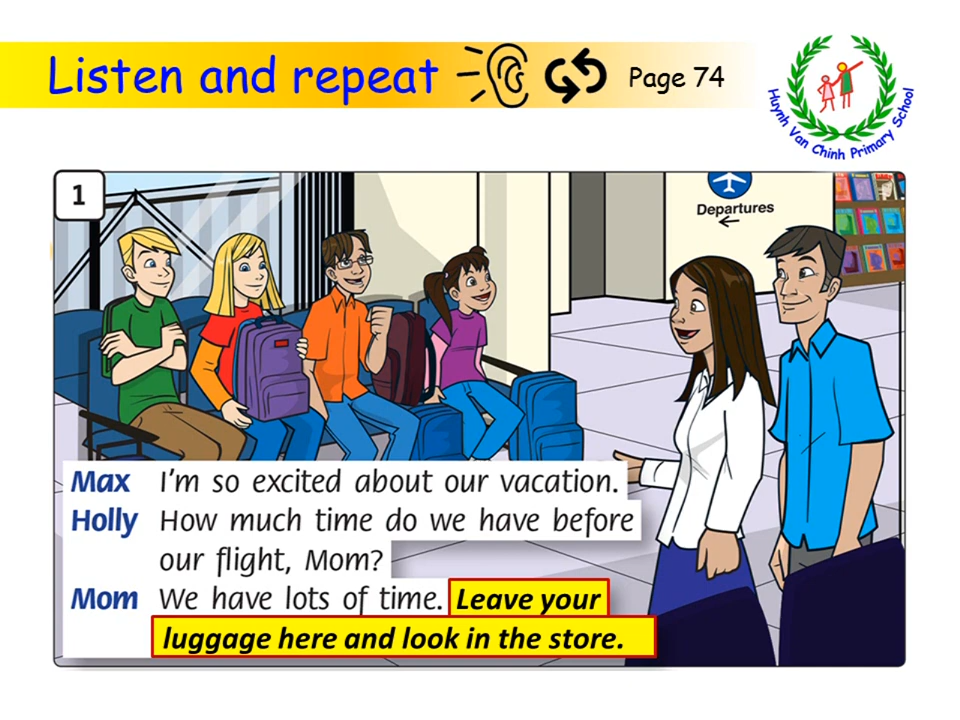 Listen and repeat
Page 74
Huynh Van Chinh Primary School
1
Departures
Max I'm so excited about our vacation.
Holly How much time do we have before
our flight, Mom?
Mom We have lots of time. Leave your
luggage here and look in the store.